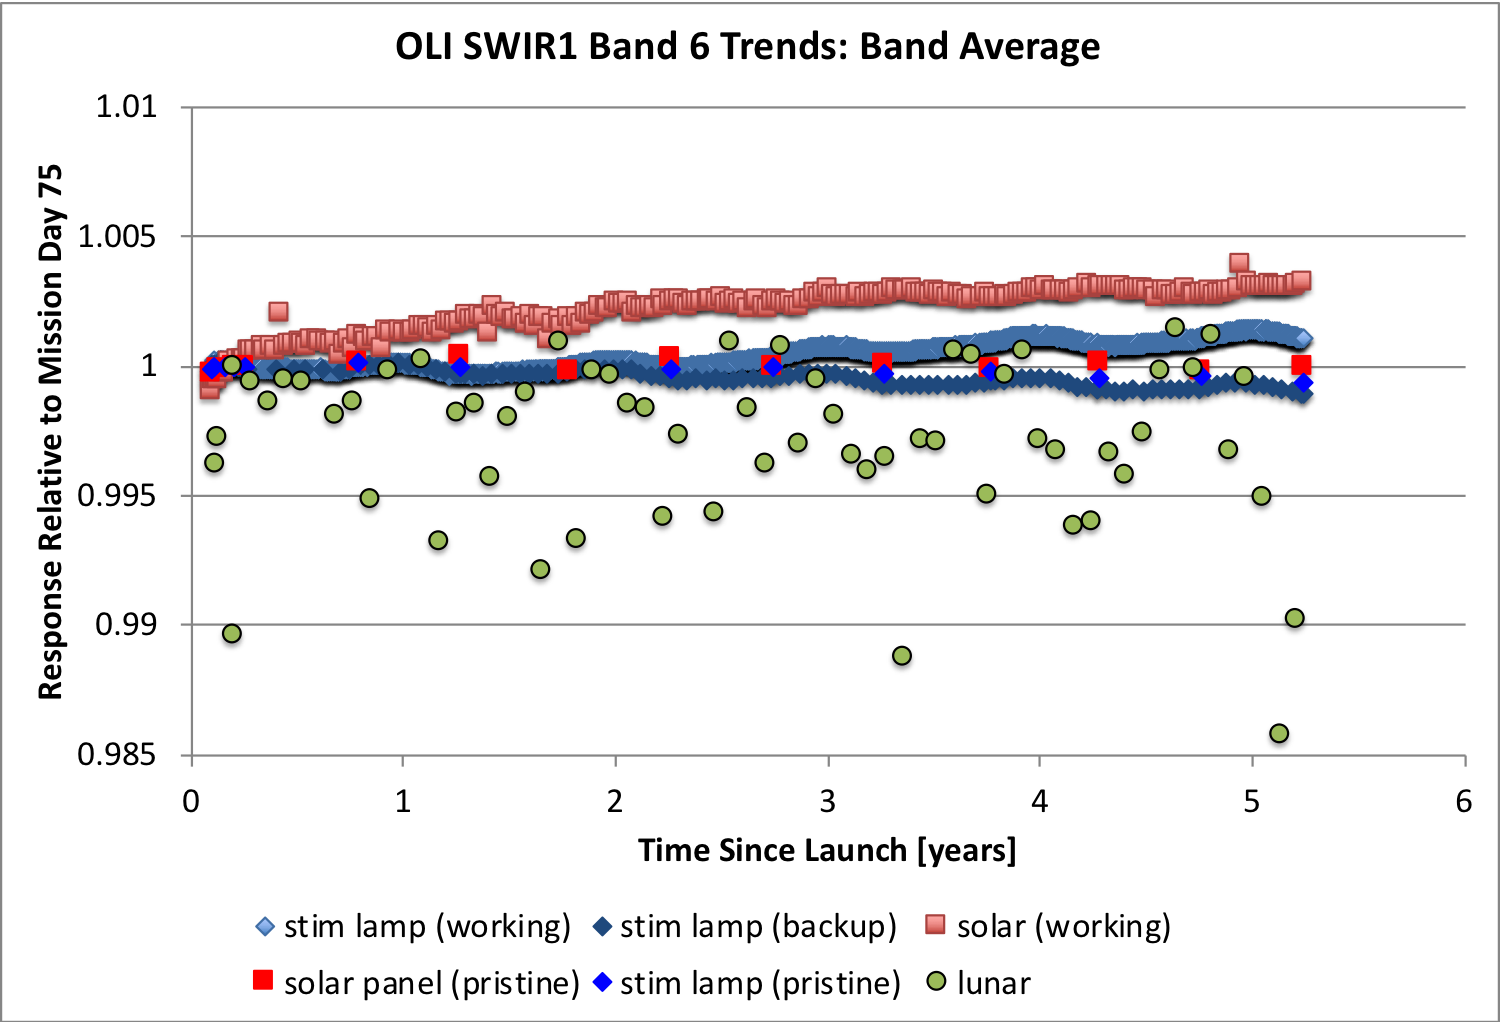 OLI SWIR1 Band 6 Trends: Band Average
Response Relative to Mission Day 75
1.01
1.005
1
0.995
0.99
0.985
0 1 2 3 4 5 6
Time Since Launch [years]
stim lamp (working) stim lamp (backup) solar (working)
solar panel (pristine) stim lamp (pristine) lunar